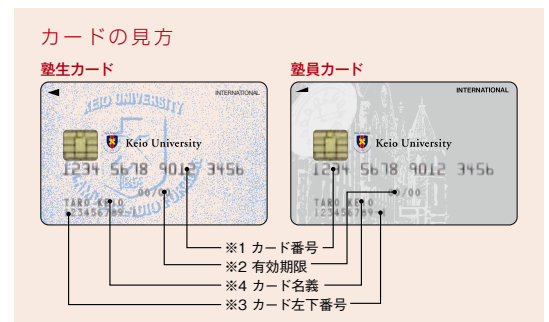 カードの見方
塾生カード
INTERNATIONAL
KEIO UNIVERSITY
Keio University
1234 5678 9012 3456
00/00
TARO KEIO
123456789-1
塾員カード
INTERNATIONAL
Keio University
1234 5678 9012 3456
00/00
TARO KEIO
123456789-
※1 カード番号
※2 有効期限
※4 カード名義
※3 カード左下番号